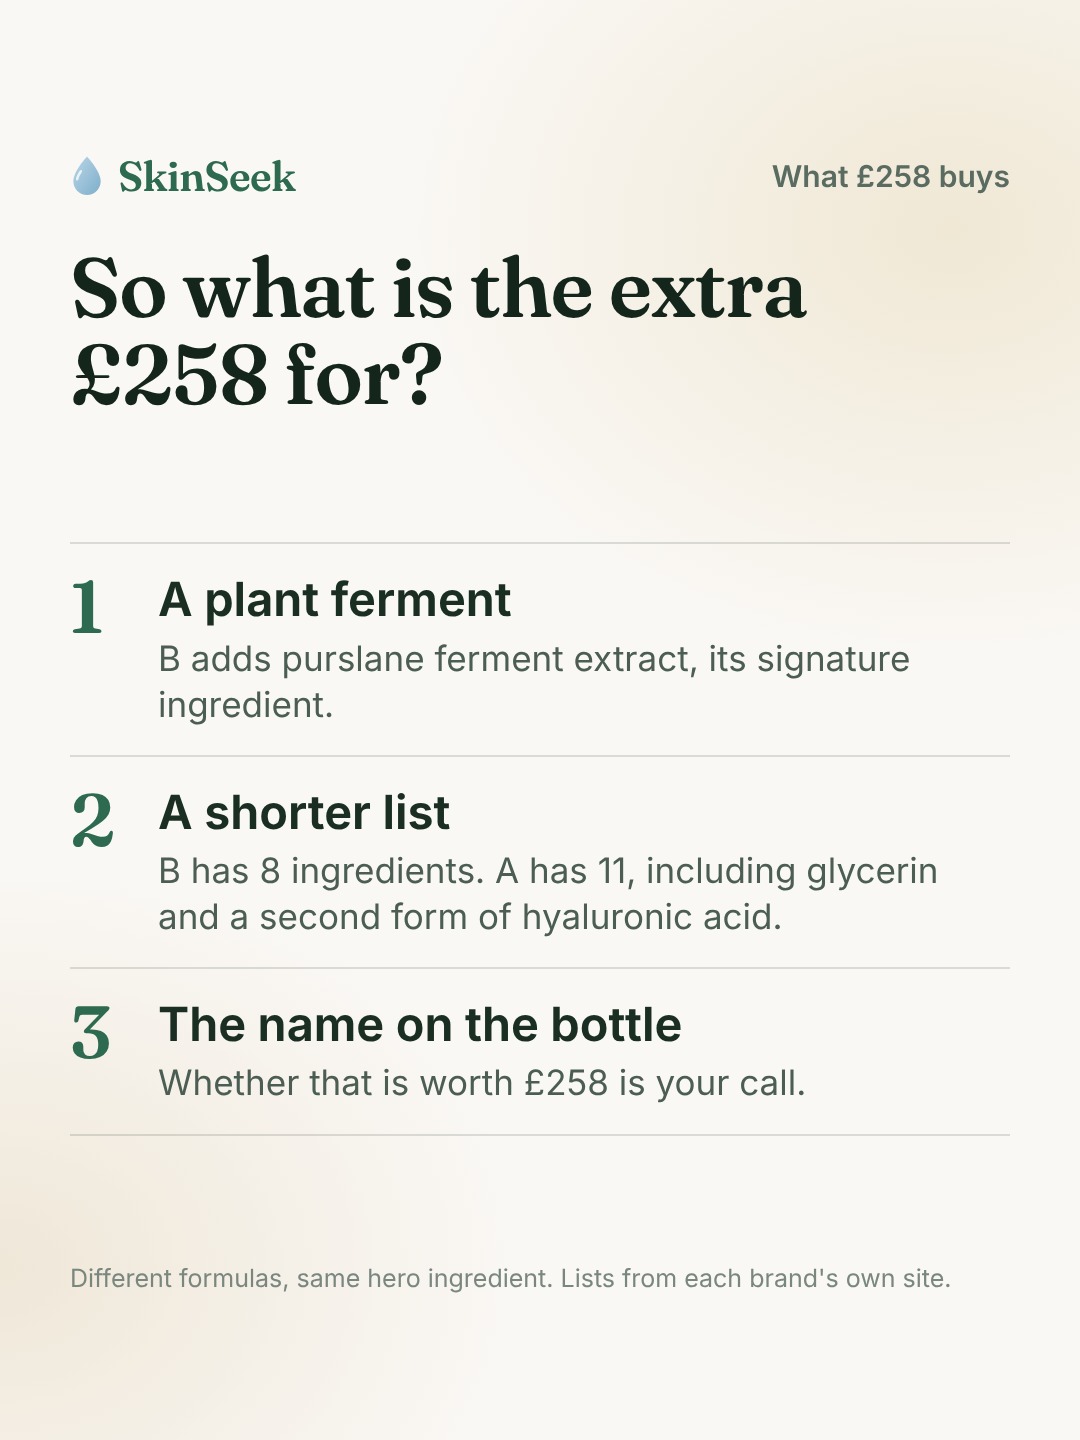 SkinSeek
What £258 buys
So what is the extra
£258 for?
1
A plant ferment
B adds purslane ferment extract, its signature
ingredient.
2
A shorter list
B has 8 ingredients. A has 11, including glycerin
and a second form of hyaluronic acid.
3
The name on the bottle
Whether that is worth £258 is your call.
Different formulas, same hero ingredient. Lists from each brand's own site.